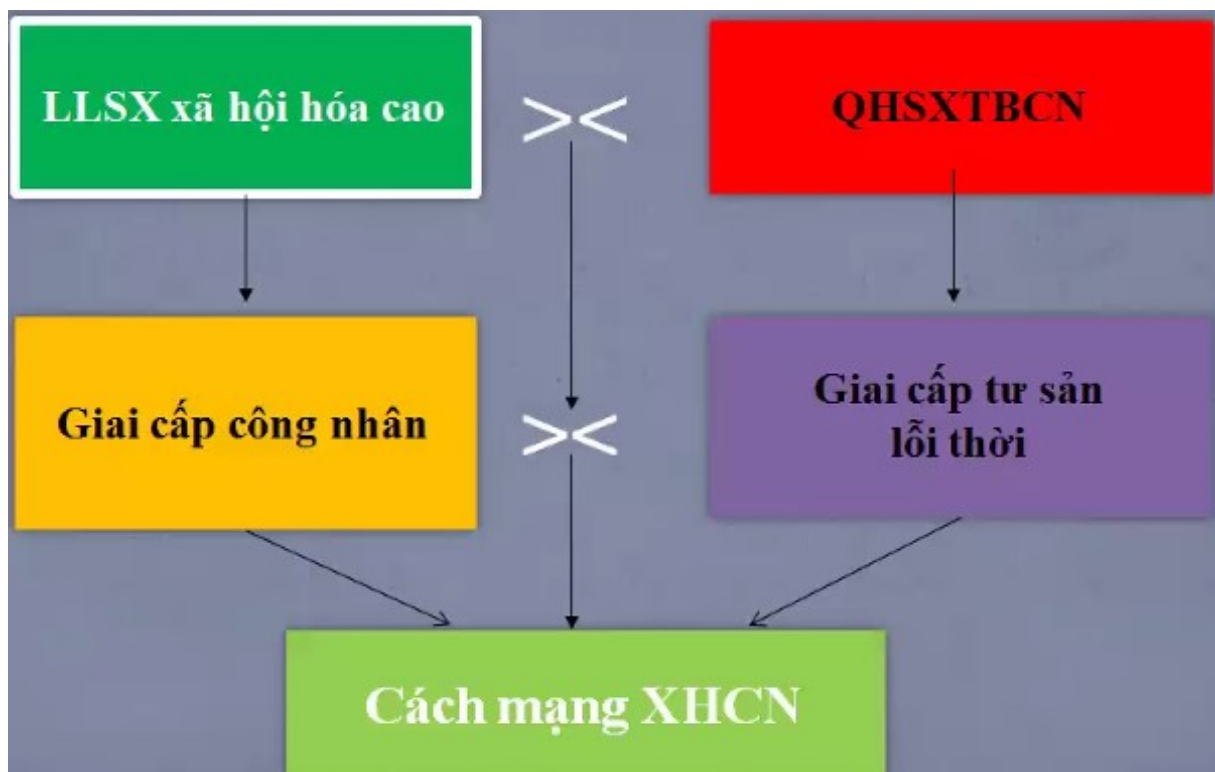 LLSX xã hội hóa cao
><
QHSXTBCN
Giai cấp công nhân
><
Giai cấp tư sản
lỗi thời
Cách mạng XHCN